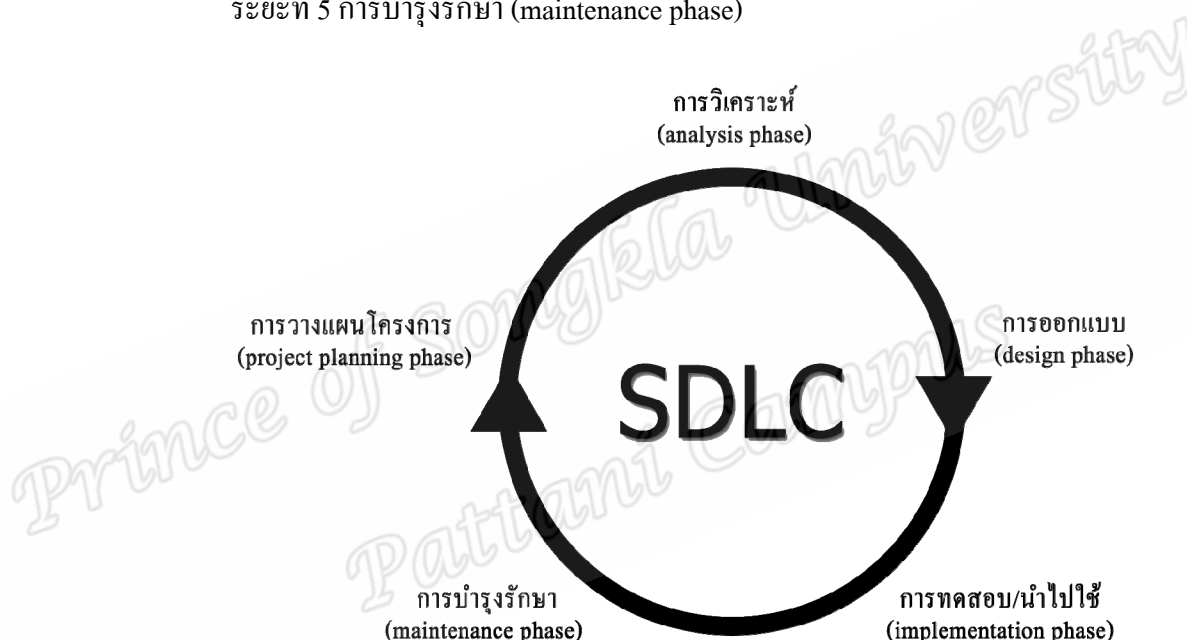 ระยะที่ 5 การบำรุงรักษา (maintenance phase)
การวิเคราะห์
(analysis phase)
การวางแผนโครงการ
(project planning phase)
การออกแบบ
(design phase)
SDLC
การบำรุงรักษา
(maintenance phase)
การทดสอบ/นำไปใช้
(implementation phase)
Prince of Songkla University
Pattani Campus